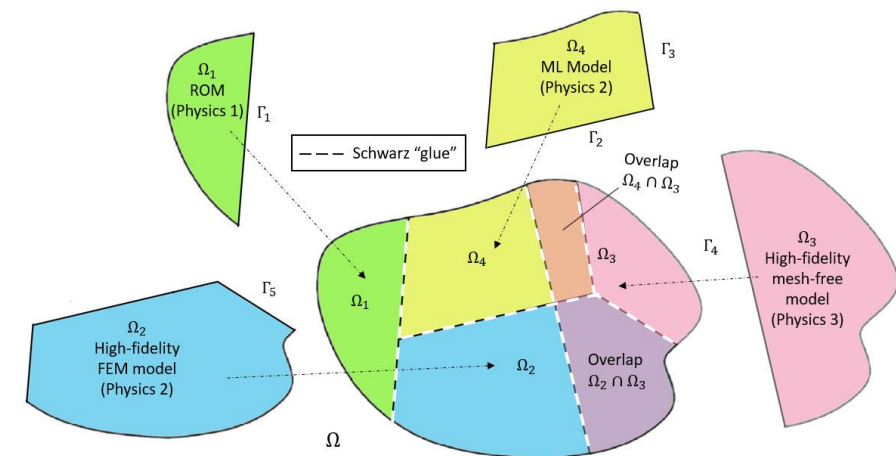 Ω₁
ROM
(Physics 1)
Γ₁
Ω₄
ML Model
(Physics 2)
Γ₃
Γ₂
Schwarz “glue”
Overlap
Ω₄ ∩ Ω₃
Ω₃
High-fidelity
mesh-free
model
(Physics 3)
Γ₄
Γ₅
Ω₂
High-fidelity
FEM model
(Physics 2)
Ω₁
Ω₄
Ω₃
Ω₂
Overlap
Ω₂ ∩ Ω₃
Ω